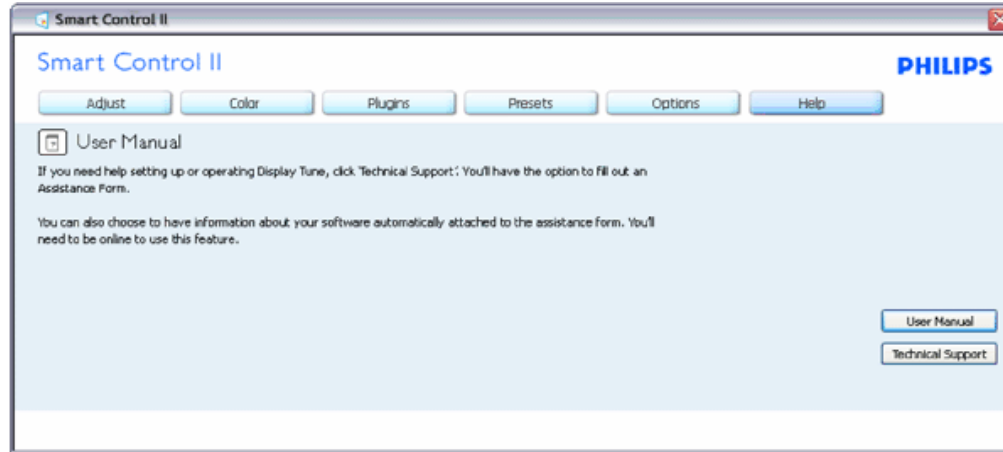 Smart Control II
Smart Control II
PHILIPS
Adjust
Color
Plugins
Presets
Options
Help
User Manual
If you need help setting up or operating Display Tune, click 'Technical Support'. You'll have the option to fill out an
Assistance Form.
You can also choose to have information about your software automatically attached to the assistance form. You'll
need to be online to use this feature.
User Manual
Technical Support